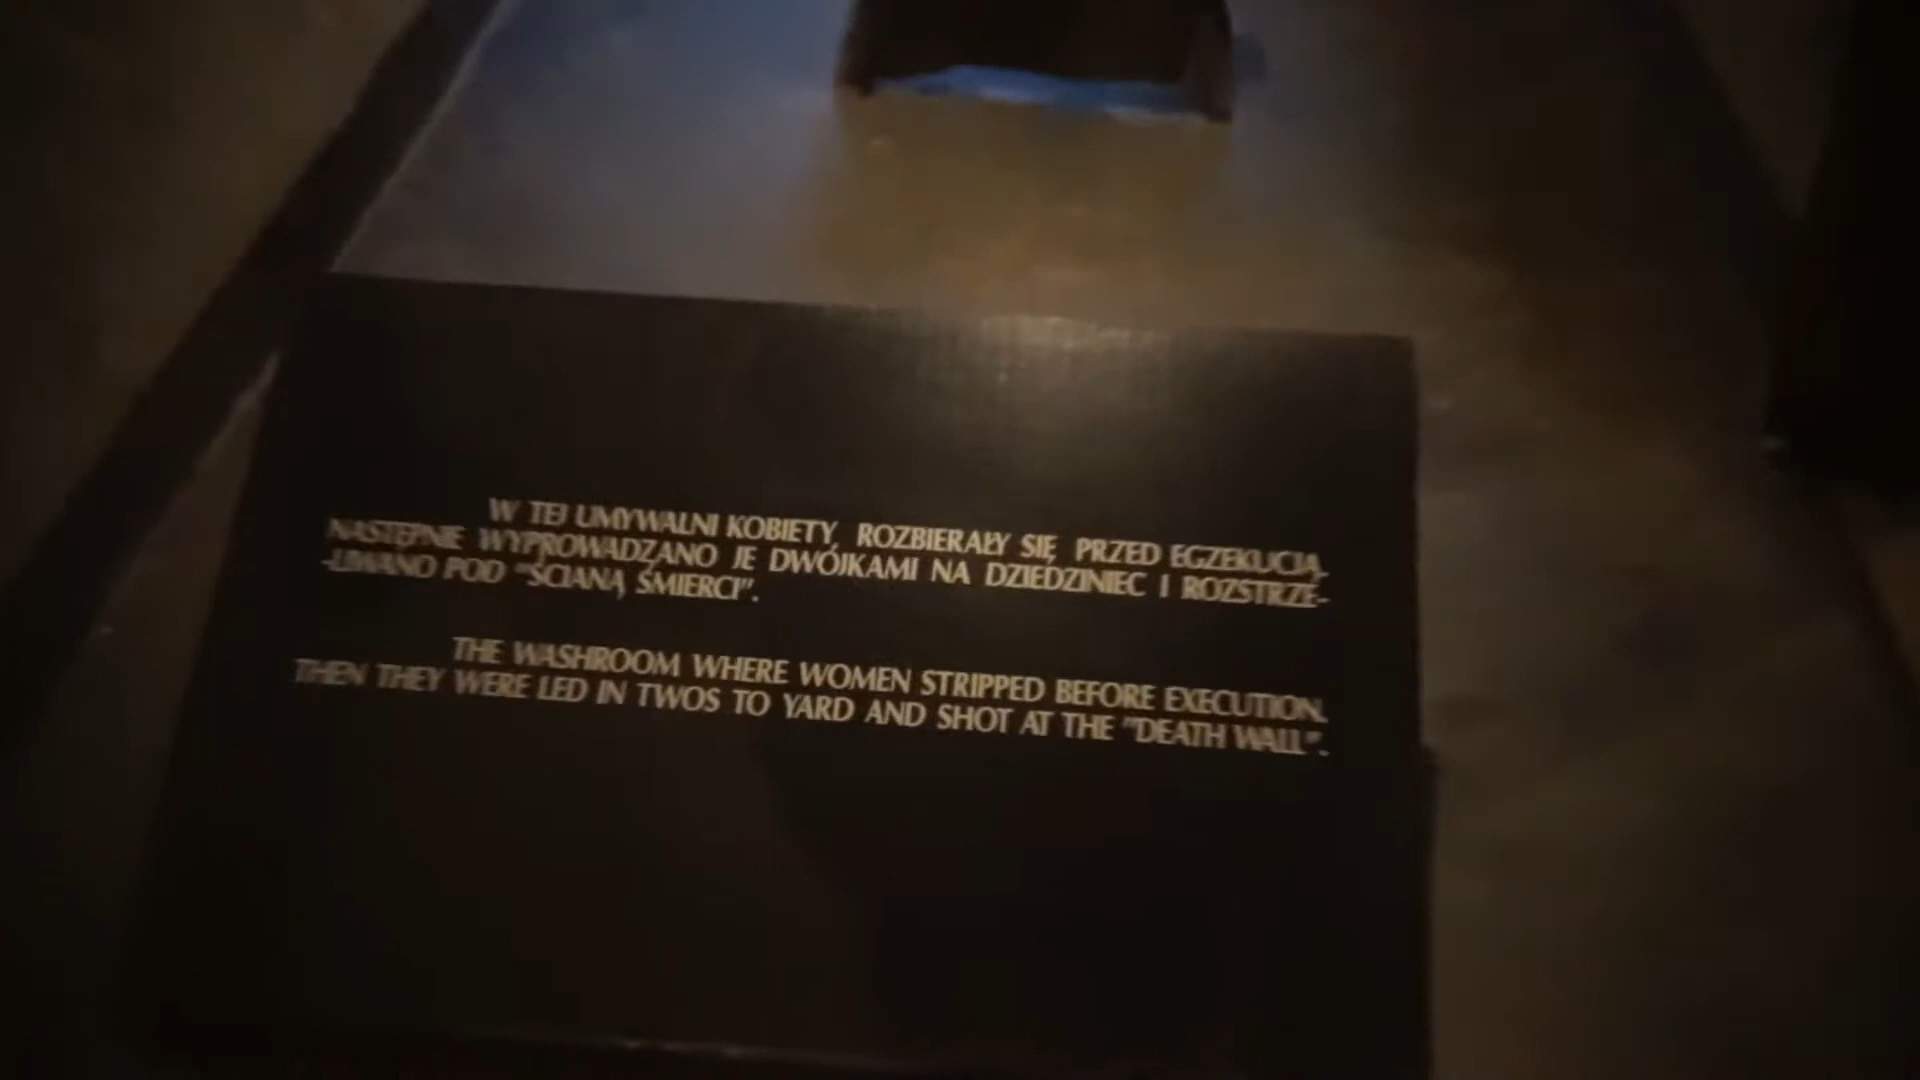 W TEJ UMYWALNI KOBIETY ROZBIERAŁY SIĘ PRZED EGZEKUCJĄ.
NASTĘPNIE WYPROWADZANO JE DWÓJKAMI NA DZIEDZINIEC I ROZSTRZE-
-LIWANO POD "ŚCIANĄ ŚMIERCI".
THE WASHROOM WHERE WOMEN STRIPPED BEFORE EXECUTION.
THEN THEY WERE LED IN TWOS TO YARD AND SHOT AT THE "DEATH WALL".